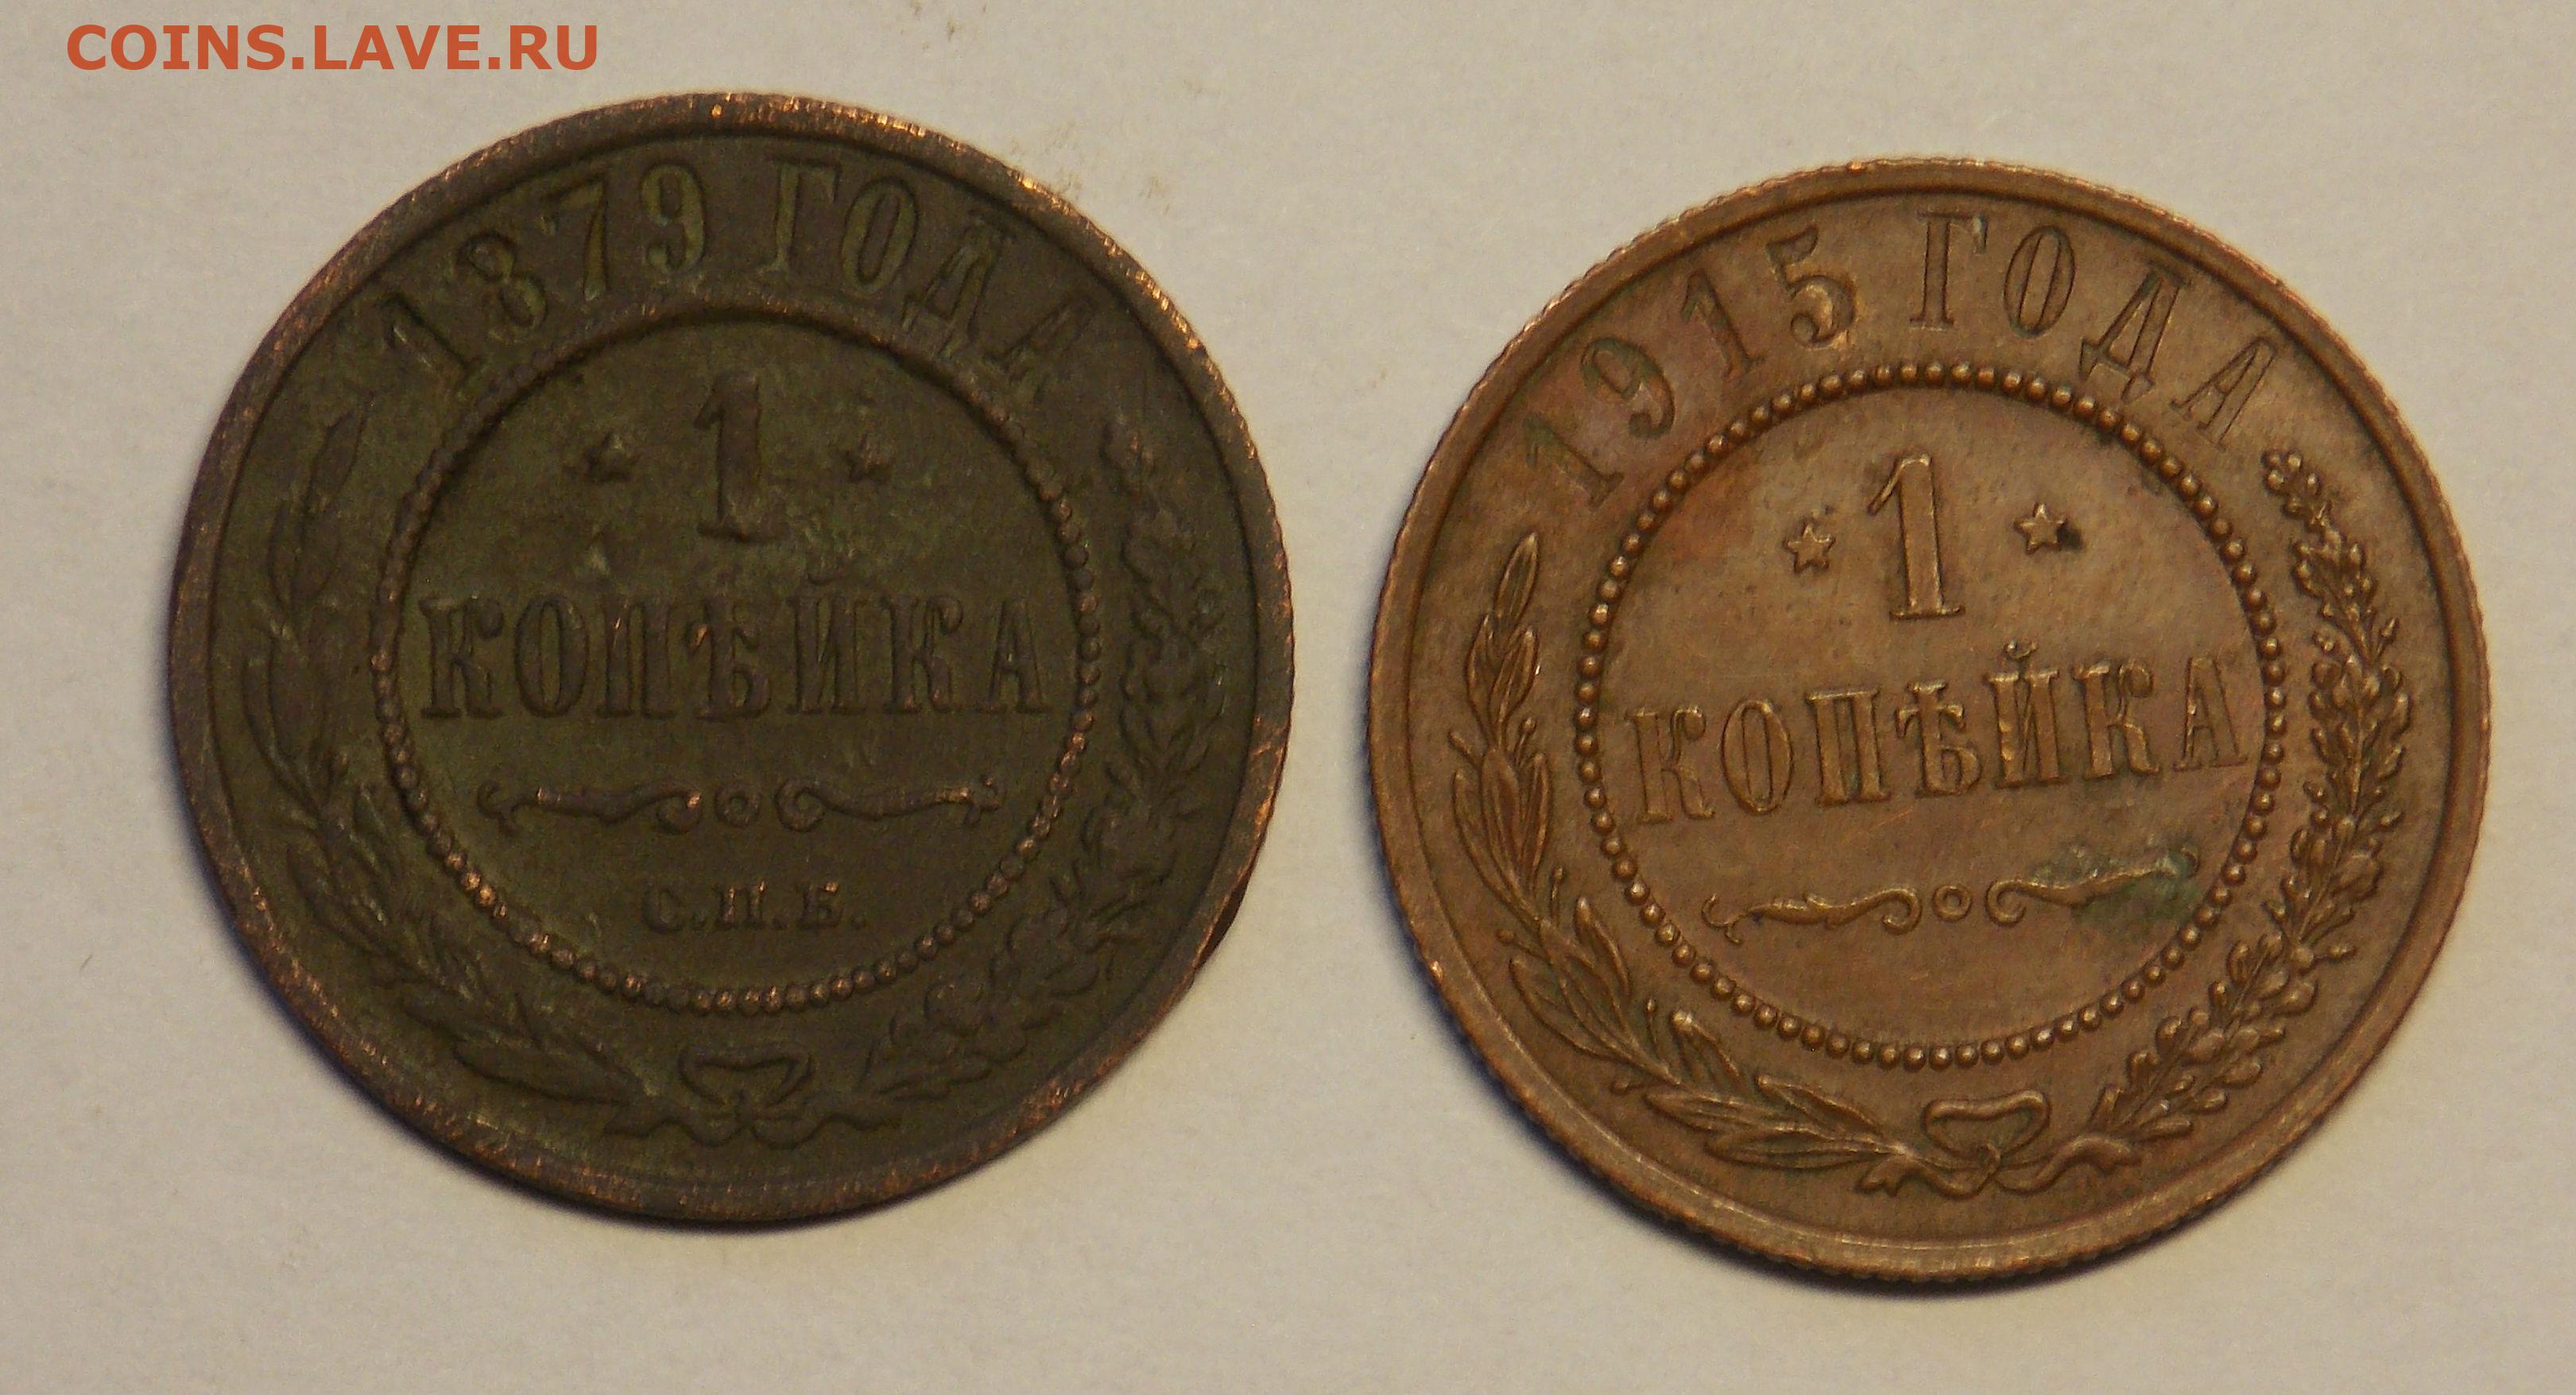 COINS.LAVE.RU
1879 ГОДА
1
КОПѢЙКА
С.П.Б.
1915 ГОДА
1
КОПѢЙКА